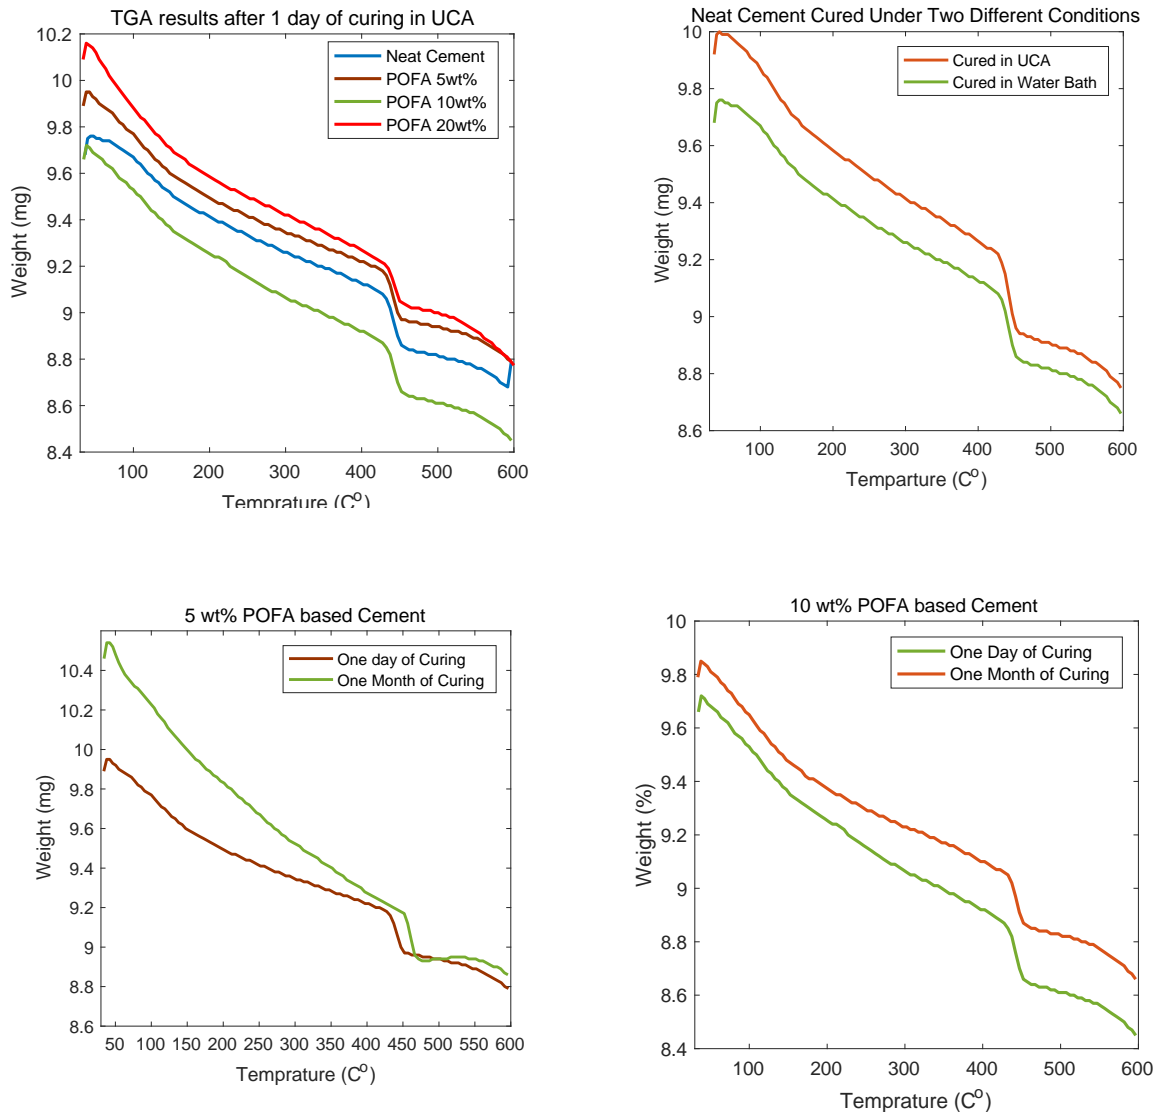 TGA results after 1 day of curing in UCA
10.2
10
9.8
9.6
9.4
9.2
9
8.8
8.6
8.4
Weight (mg)
Neat Cement
POFA 5wt%
POFA 10wt%
POFA 20wt%
100 200 300 400 500 600
Temprature (C^o)
Neat Cement Cured Under Two Different Conditions
10
9.8
9.6
9.4
9.2
9
8.8
8.6
Weight (mg)
Cured in UCA
Cured in Water Bath
100 200 300 400 500 600
Temparture (C^o)
5 wt% POFA based Cement
10.4
10.2
10
9.8
9.6
9.4
9.2
9
8.8
8.6
Weight (mg)
One day of Curing
One Month of Curing
50 100 150 200 250 300 350 400 450 500 550 600
Temprature (C^o)
10 wt% POFA based Cement
10
9.8
9.6
9.4
9.2
9
8.8
8.6
8.4
Weight (%)
One Day of Curing
One Month of Curing
100 200 300 400 500 600
Temprature (C^o)